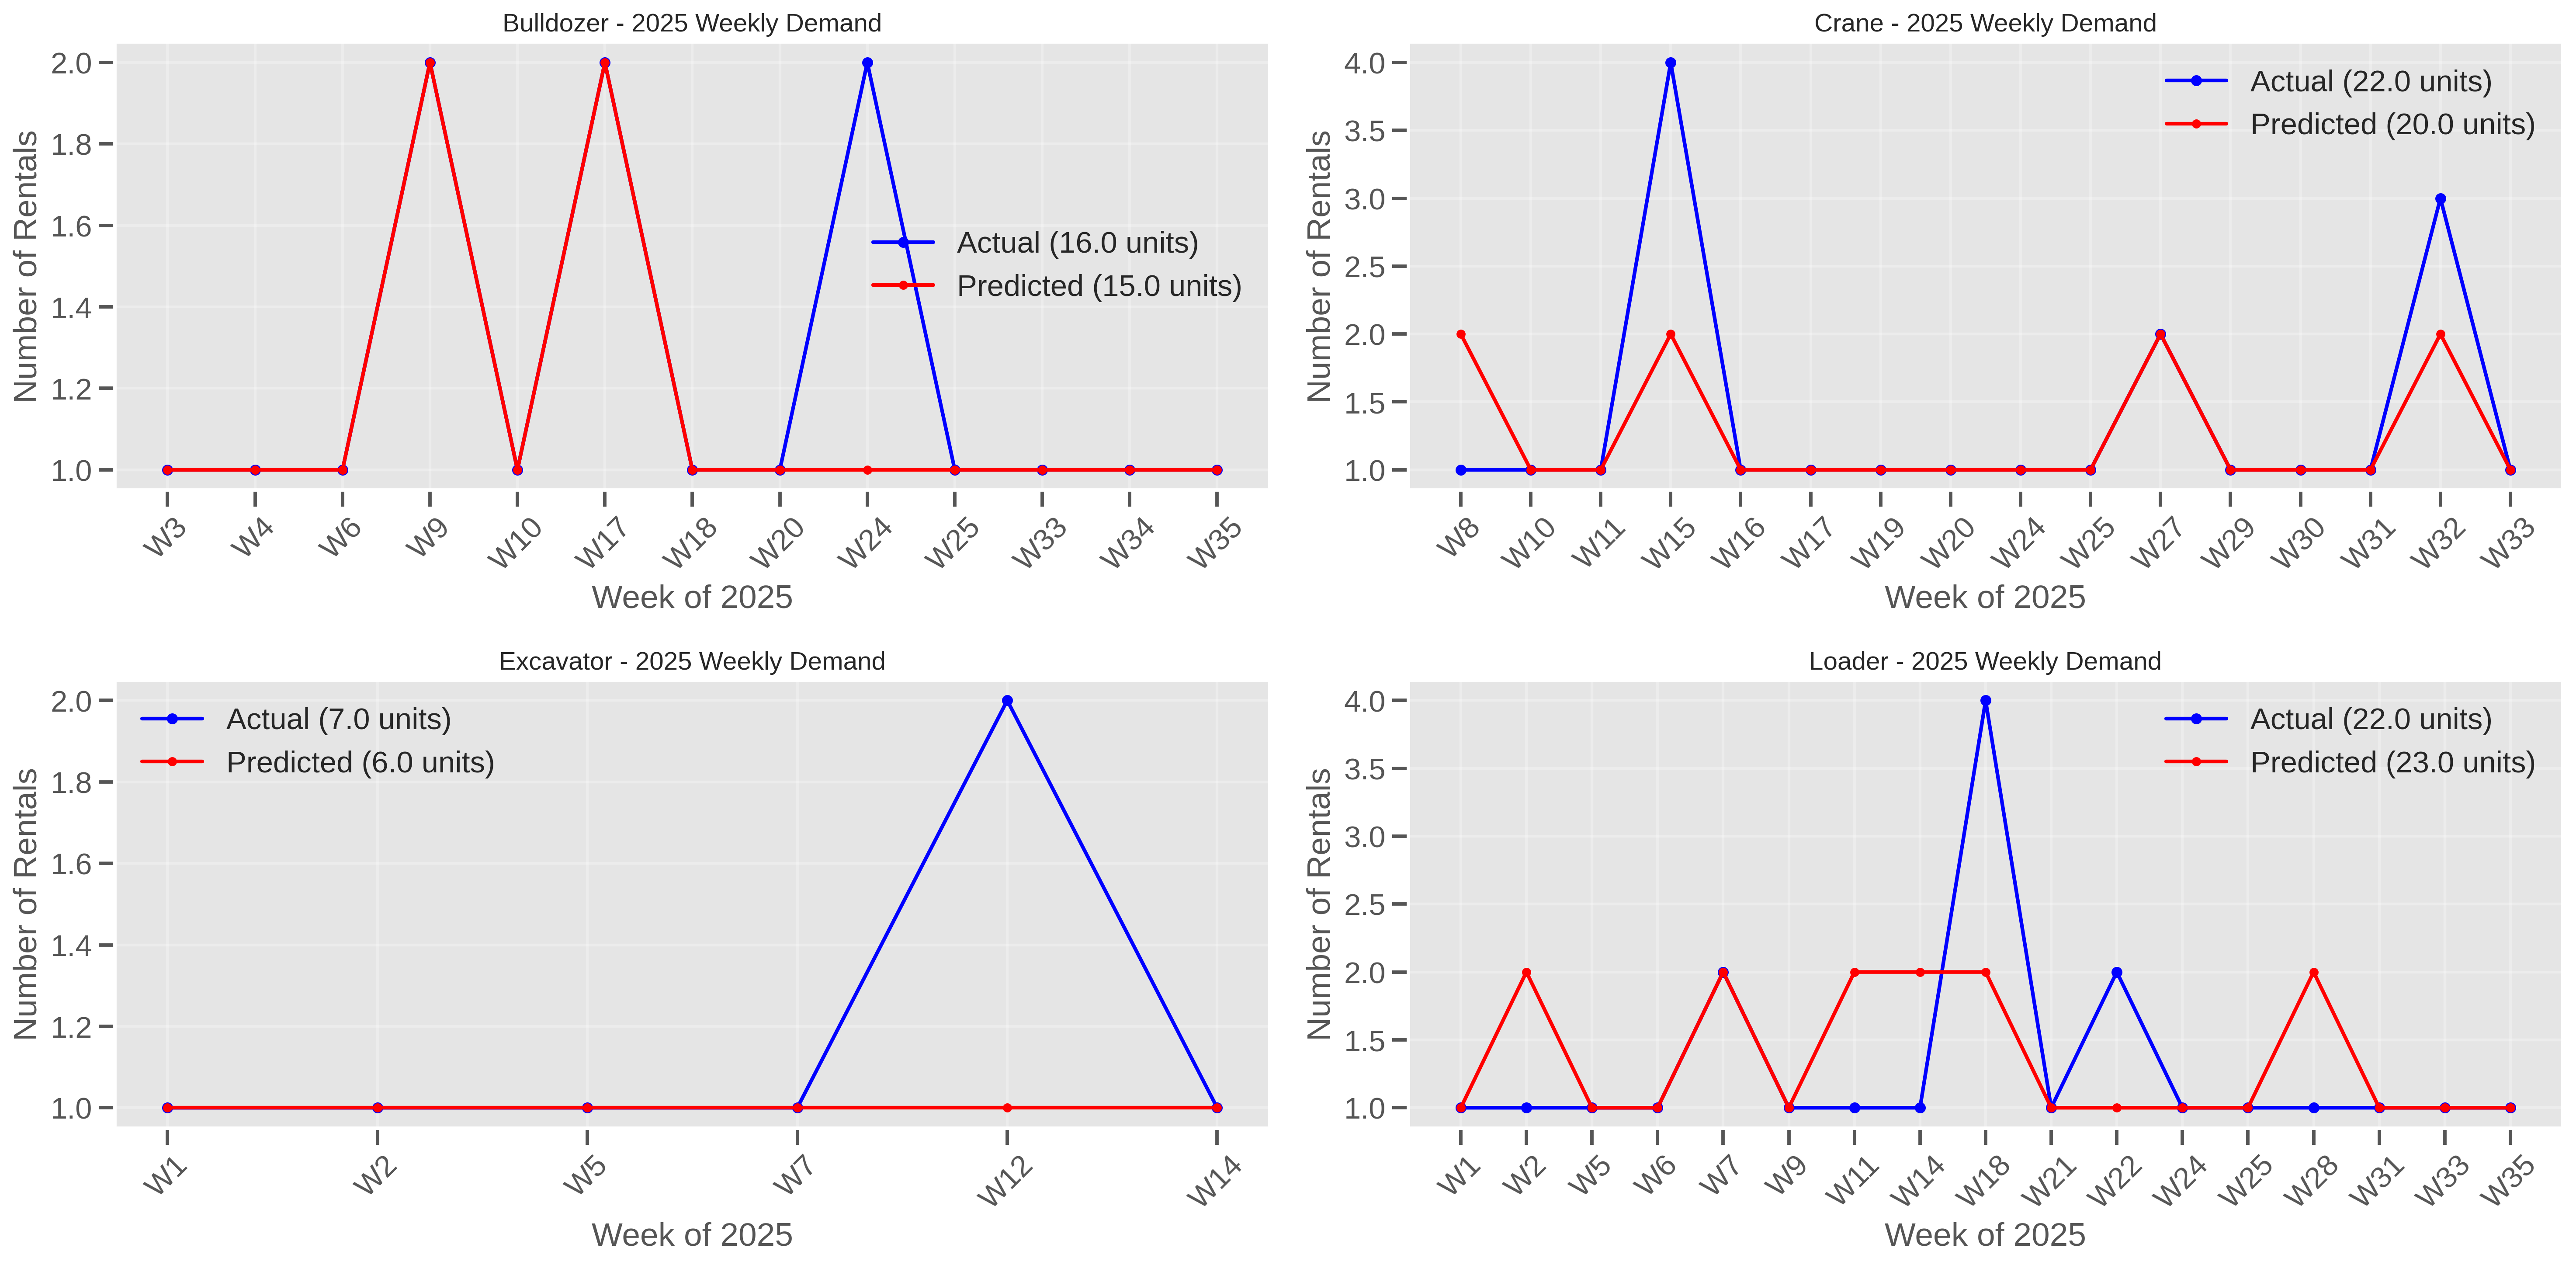 Bulldozer - 2025 Weekly Demand
Number of Rentals
2.0
1.8
1.6
1.4
1.2
1.0
Actual (16.0 units)
Predicted (15.0 units)
W3 W4 W6 W9 W10 W17 W18 W20 W24 W25 W33 W34 W35
Week of 2025
Crane - 2025 Weekly Demand
Number of Rentals
4.0
3.5
3.0
2.5
2.0
1.5
1.0
Actual (22.0 units)
Predicted (20.0 units)
W8 W10 W11 W15 W16 W17 W19 W20 W24 W25 W27 W29 W30 W31 W32 W33
Week of 2025
Excavator - 2025 Weekly Demand
Number of Rentals
2.0
1.8
1.6
1.4
1.2
1.0
Actual (7.0 units)
Predicted (6.0 units)
W1 W2 W5 W7 W12 W14
Week of 2025
Loader - 2025 Weekly Demand
Number of Rentals
4.0
3.5
3.0
2.5
2.0
1.5
1.0
Actual (22.0 units)
Predicted (23.0 units)
W1 W2 W5 W6 W7 W9 W11 W14 W18 W21 W22 W24 W25 W28 W31 W33 W35
Week of 2025